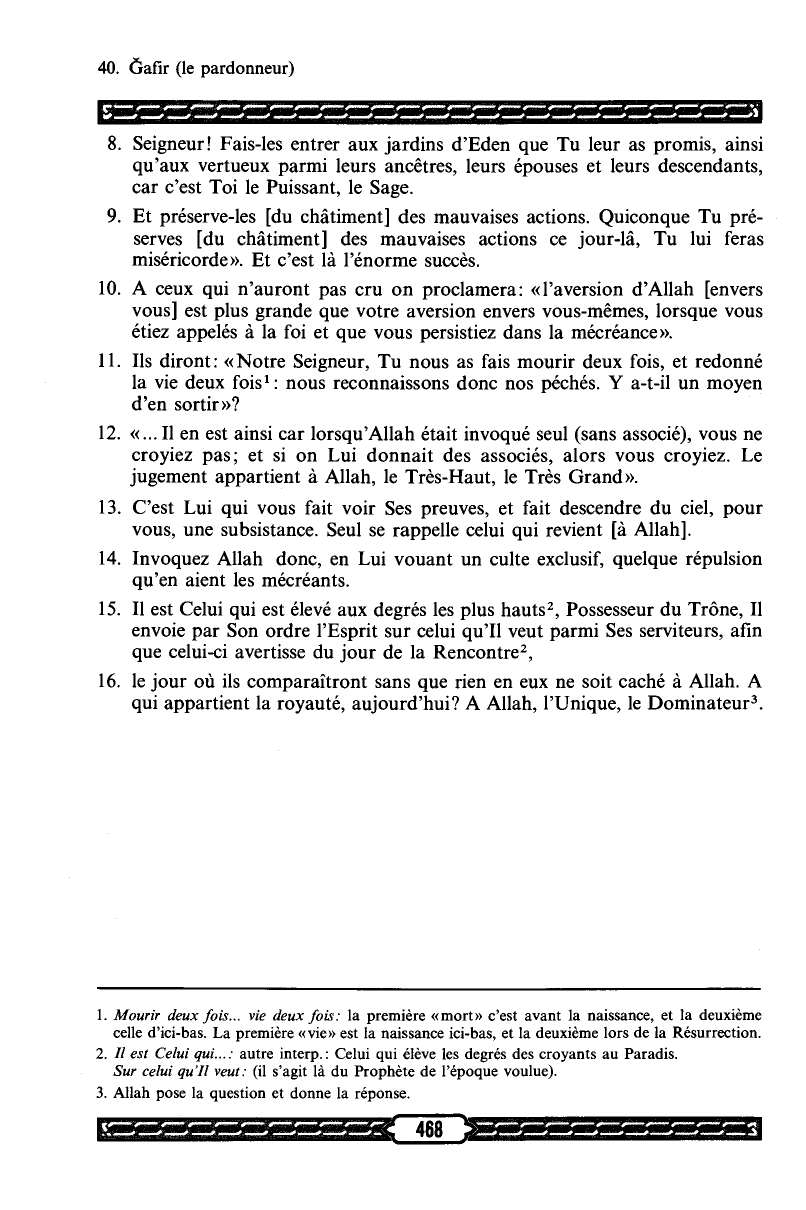 40. Ğafir (le pardonneur)
8. Seigneur! Fais-les entrer aux jardins d'Eden que Tu leur as promis, ainsi
qu'aux vertueux parmi leurs ancêtres, leurs épouses et leurs descendants,
car c'est Toi le Puissant, le Sage.
9. Et préserve-les [du châtiment] des mauvaises actions. Quiconque Tu pré-
serves [du châtiment] des mauvaises actions ce jour-lâ, Tu lui feras
miséricorde». Et c'est là l'énorme succès.
10. A ceux qui n'auront pas cru on proclamera: «l'aversion d'Allah [envers
vous] est plus grande que votre aversion envers vous-mêmes, lorsque vous
étiez appelés à la foi et que vous persistiez dans la mécréance».
11. Ils diront: «Notre Seigneur, Tu nous as fais mourir deux fois, et redonné
la vie deux fois¹: nous reconnaissons donc nos péchés. Y a-t-il un moyen
d'en sortir»?
12. «... Il en est ainsi car lorsqu'Allah était invoqué seul (sans associé), vous ne
croyiez pas; et si on Lui donnait des associés, alors vous croyiez. Le
jugement appartient à Allah, le Très-Haut, le Très Grand».
13. C'est Lui qui vous fait voir Ses preuves, et fait descendre du ciel, pour
vous, une subsistance. Seul se rappelle celui qui revient [à Allah].
14. Invoquez Allah donc, en Lui vouant un culte exclusif, quelque répulsion
qu'en aient les mécréants.
15. Il est Celui qui est élevé aux degrés les plus hauts², Possesseur du Trône, Il
envoie par Son ordre l'Esprit sur celui qu'Il veut parmi Ses serviteurs, afin
que celui-ci avertisse du jour de la Rencontre²,
16. le jour où ils comparaîtront sans que rien en eux ne soit caché à Allah. A
qui appartient la royauté, aujourd'hui? A Allah, l'Unique, le Dominateur³.
1. Mourir deux fois... vie deux fois: la première «mort» c'est avant la naissance, et la deuxième
celle d'ici-bas. La première «vie» est la naissance ici-bas, et la deuxième lors de la Résurrection.
2. Il est Celui qui...: autre interp.: Celui qui élève les degrés des croyants au Paradis.
Sur celui qu'Il veut: (il s'agit là du Prophète de l'époque voulue).
3. Allah pose la question et donne la réponse.
468